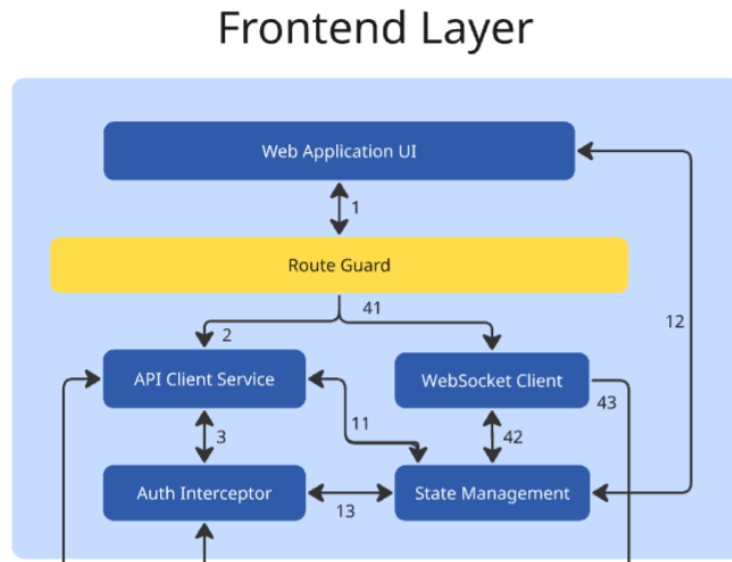 Frontend Layer
Web Application UI
1
Route Guard
41
2
12
API Client Service
WebSocket Client
43
11
3
42
Auth Interceptor
State Management
13